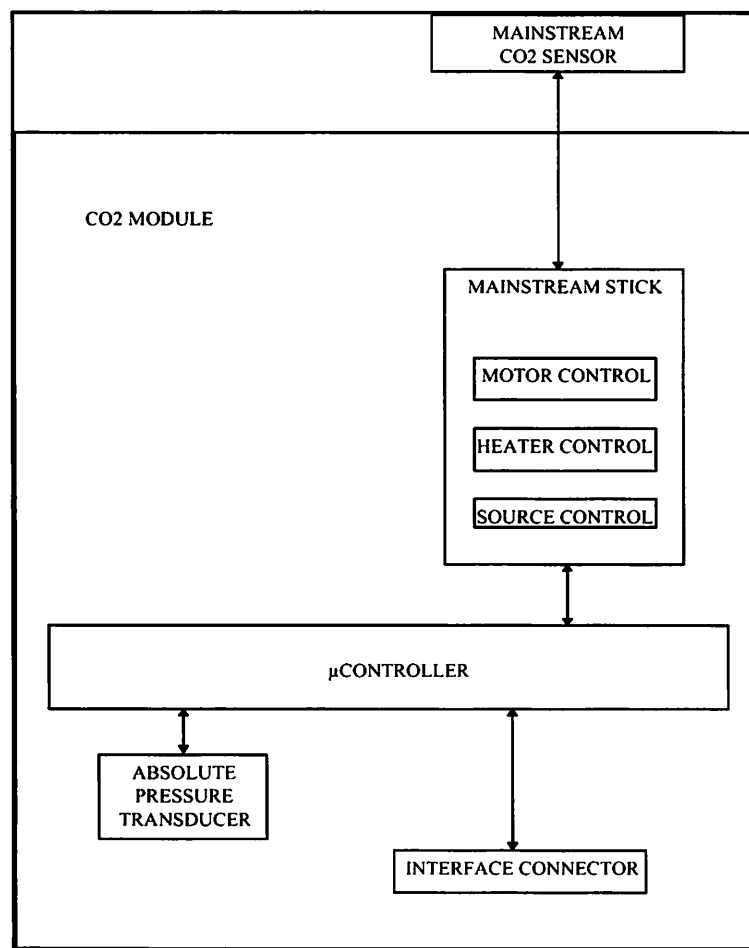 MAINSTREAM
CO2 SENSOR
CO2 MODULE
MAINSTREAM STICK
MOTOR CONTROL
HEATER CONTROL
SOURCE CONTROL
µCONTROLLER
ABSOLUTE
PRESSURE
TRANSDUCER
INTERFACE CONNECTOR